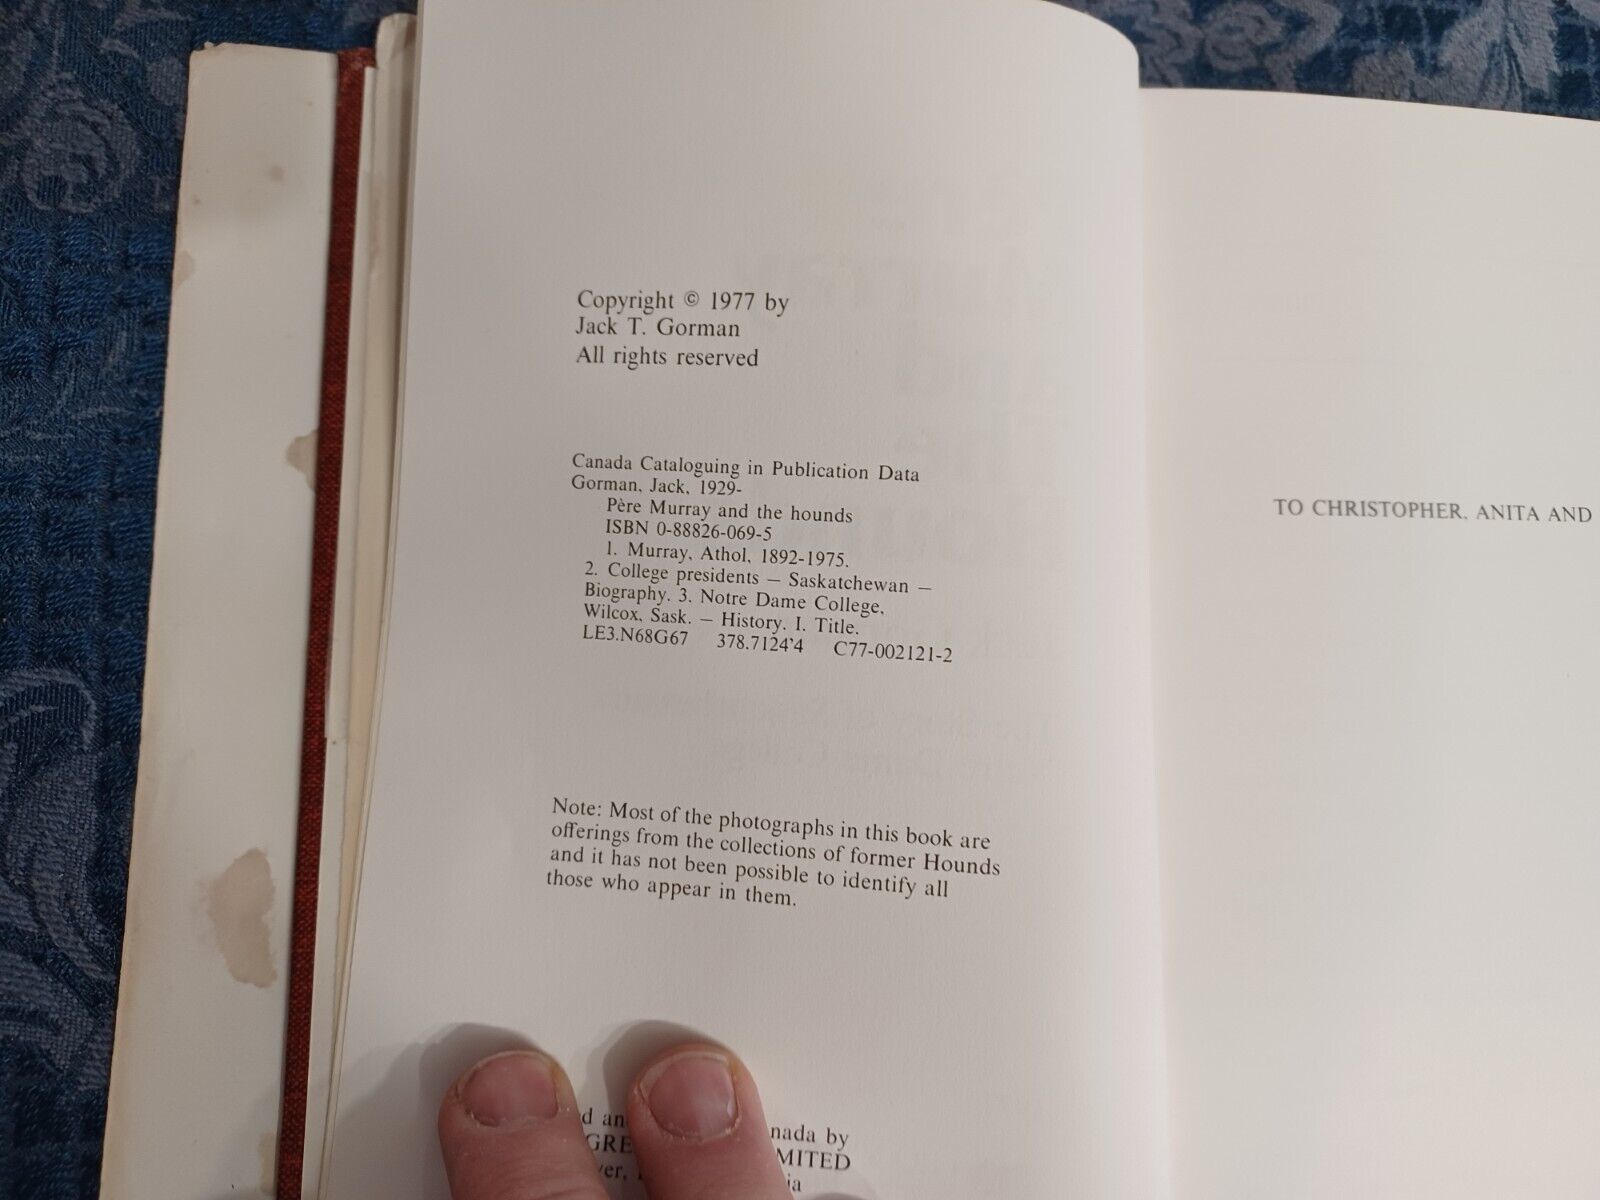 Copyright © 1977 by
Jack T. Gorman
All rights reserved
Canada Cataloguing in Publication Data
Gorman, Jack, 1929-
Père Murray and the hounds
ISBN 0-88826-069-5
1. Murray, Athol, 1892-1975.
2. College presidents — Saskatchewan —
Biography. 3. Notre Dame College,
Wilcox, Sask. — History. I. Title.
LE3.N68G67 378.7124'4 C77-002121-2
Note: Most of the photographs in this book are
offerings from the collections of former Hounds
and it has not been possible to identify all
those who appear in them.
by
TO CHRISTOPHER, ANITA AND